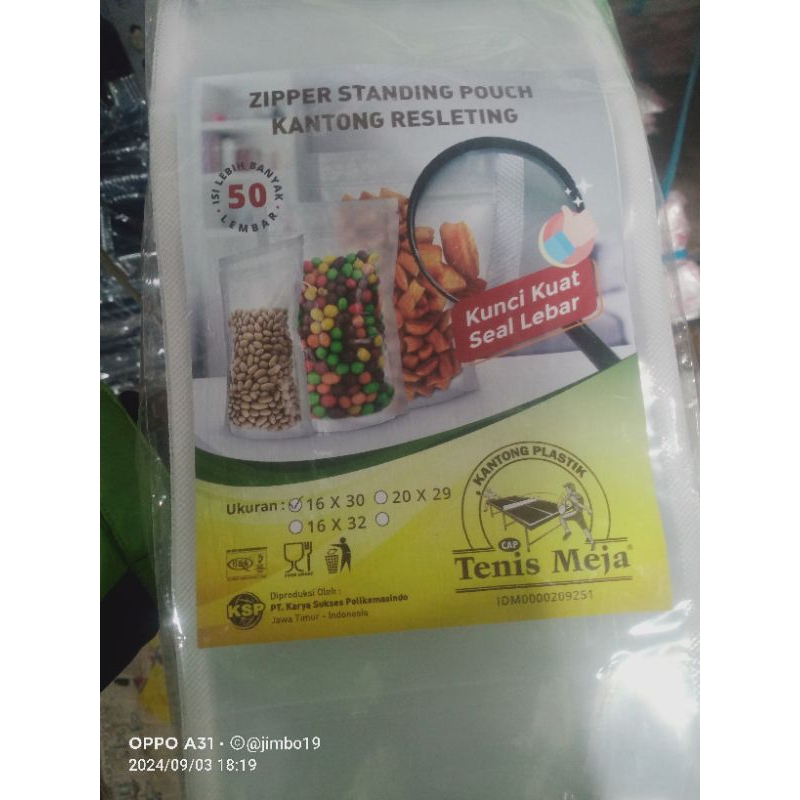 ZIPPER STANDING POUCH
KANTONG RESLETING
ISI LEBIH BANYAK
50
LEMBAR
Kunci Kuat
Seal Lebar
Ukuran : 16 X 30 20 X 29
16 X 32
KANTONG PLASTIK
CAP
Tenis Meja
IDM0000209251
Diproduksi Oleh :
KSP
PT. Karya Sukses Polikemasindo
Jawa Timur - Indonesia
OPPO A31 · ©@jimbo19
2024/09/03 18:19